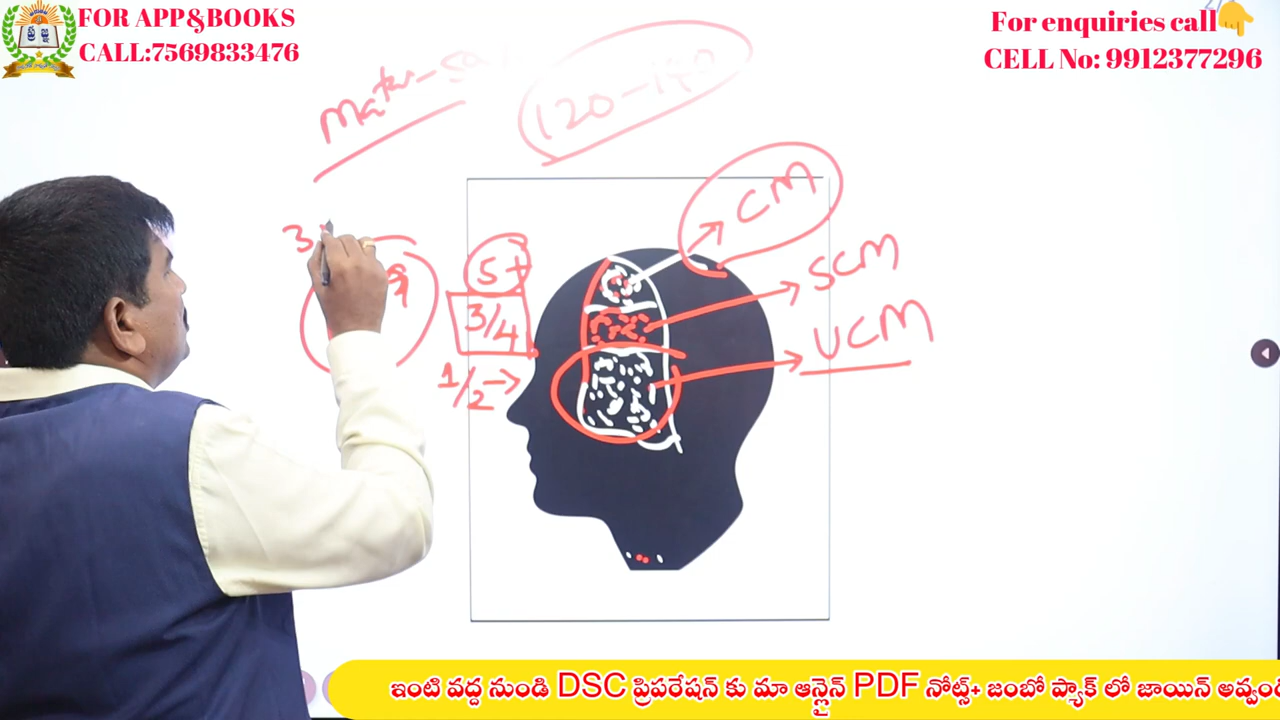 FOR APP&BOOKS
CALL:7569833476
For enquiries call
CELL No: 9912377296
120-
CM
5+
SCM
3/4
UCM
1/2
3
ఇంటి వద్ద నుండి DSC ప్రిపరేషన్ కు మా ఆన్లైన్ PDF నోట్స్+ జంబో ప్యాక్ లో జాయిన్ అవ్వండి